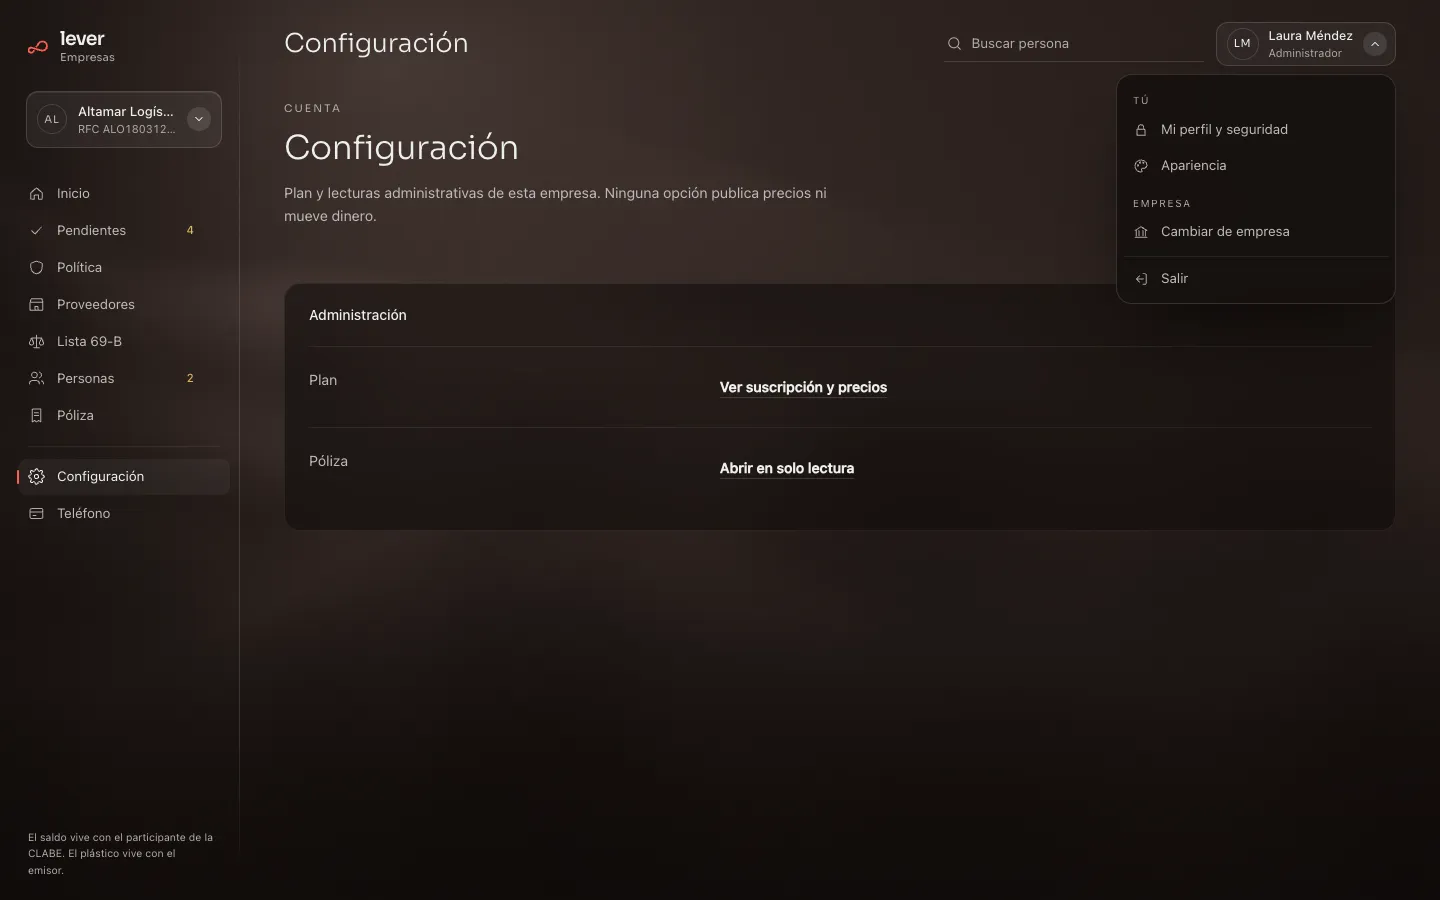 lever
Empresas
AL
Altamar Logís...
RFC ALO180312...
Inicio
Pendientes 4
Política
Proveedores
Lista 69-B
Personas 2
Póliza
Configuración
Teléfono
El saldo vive con el participante de la
CLABE. El plástico vive con el
emisor.
Configuración
Buscar persona
LM
Laura Méndez
Administrador
TÚ
Mi perfil y seguridad
Apariencia
EMPRESA
Cambiar de empresa
Salir
CUENTA
Configuración
Plan y lecturas administrativas de esta empresa. Ninguna opción publica precios ni
mueve dinero.
Administración
Plan Ver suscripción y precios
Póliza Abrir en solo lectura